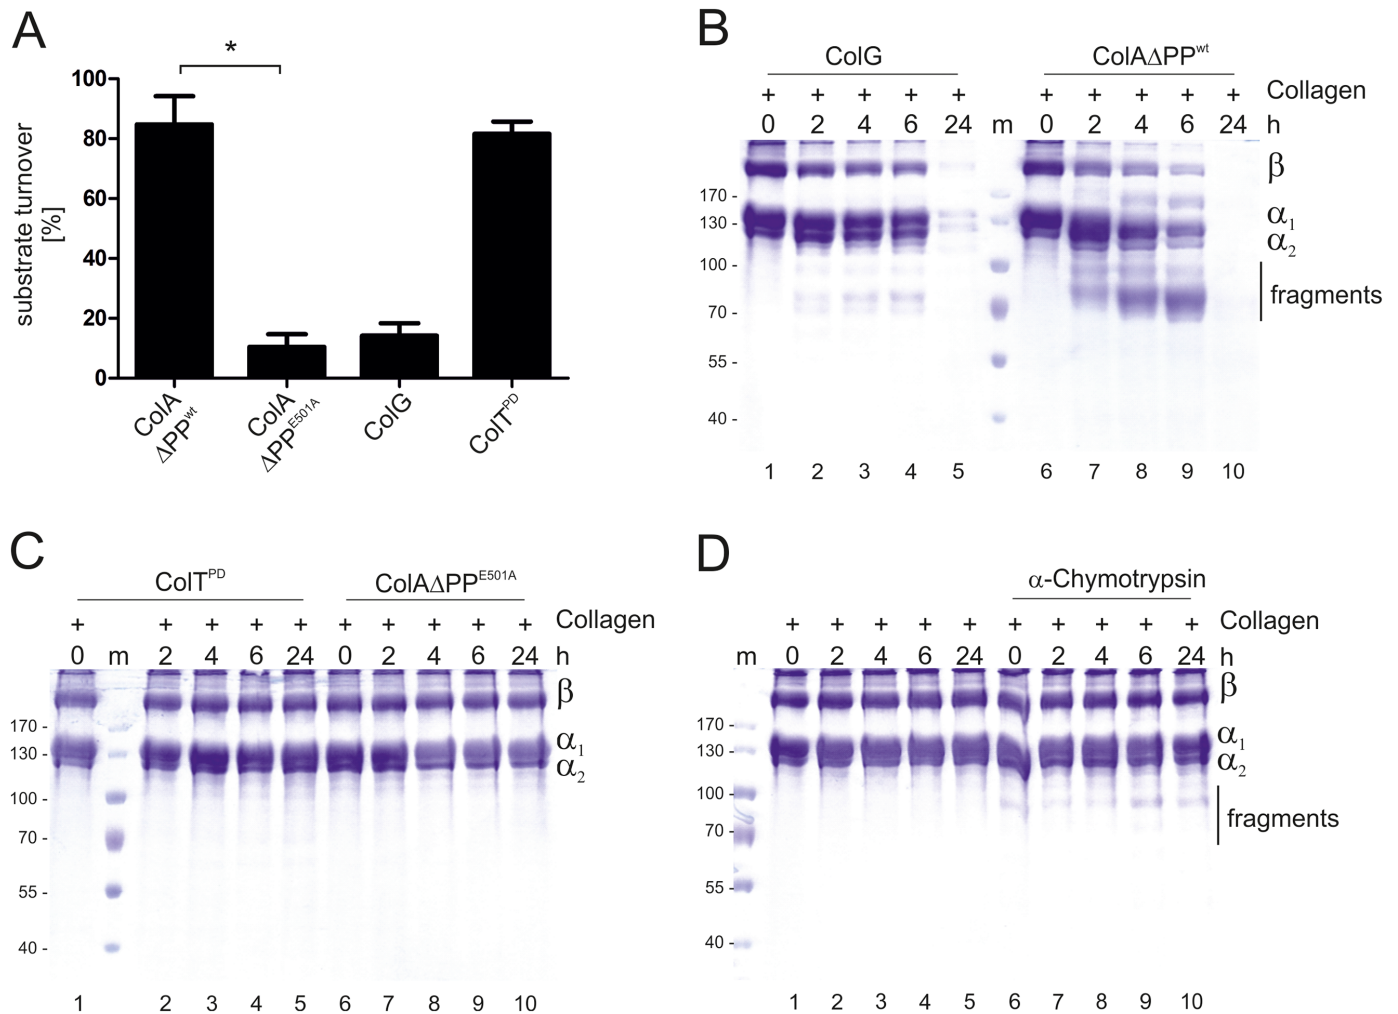 A
*
substrate turnover
[%]
100
80
60
40
20
0
ColA
ΔPPwt
ColA
ΔPPE501A
ColG
ColTPD
B
ColG ColAΔPPwt
+ + + + + + + + + + Collagen
0 2 4 6 24 m 0 2 4 6 24 h
β
170 -
130 -
α1
α2
100 -
fragments
70 -
55 -
40 -
1 2 3 4 5 6 7 8 9 10
C
ColTPD ColAΔPPE501A
+ + + + + + + + + + Collagen
0 m 2 4 6 24 0 2 4 6 24 h
β
170 -
130 -
α1
α2
100 -
70 -
55 -
40 -
1 2 3 4 5 6 7 8 9 10
D
α-Chymotrypsin
+ + + + + + + + + + Collagen
m 0 2 4 6 24 0 2 4 6 24 h
β
170 -
130 -
α1
α2
100 -
fragments
70 -
55 -
40 -
1 2 3 4 5 6 7 8 9 10